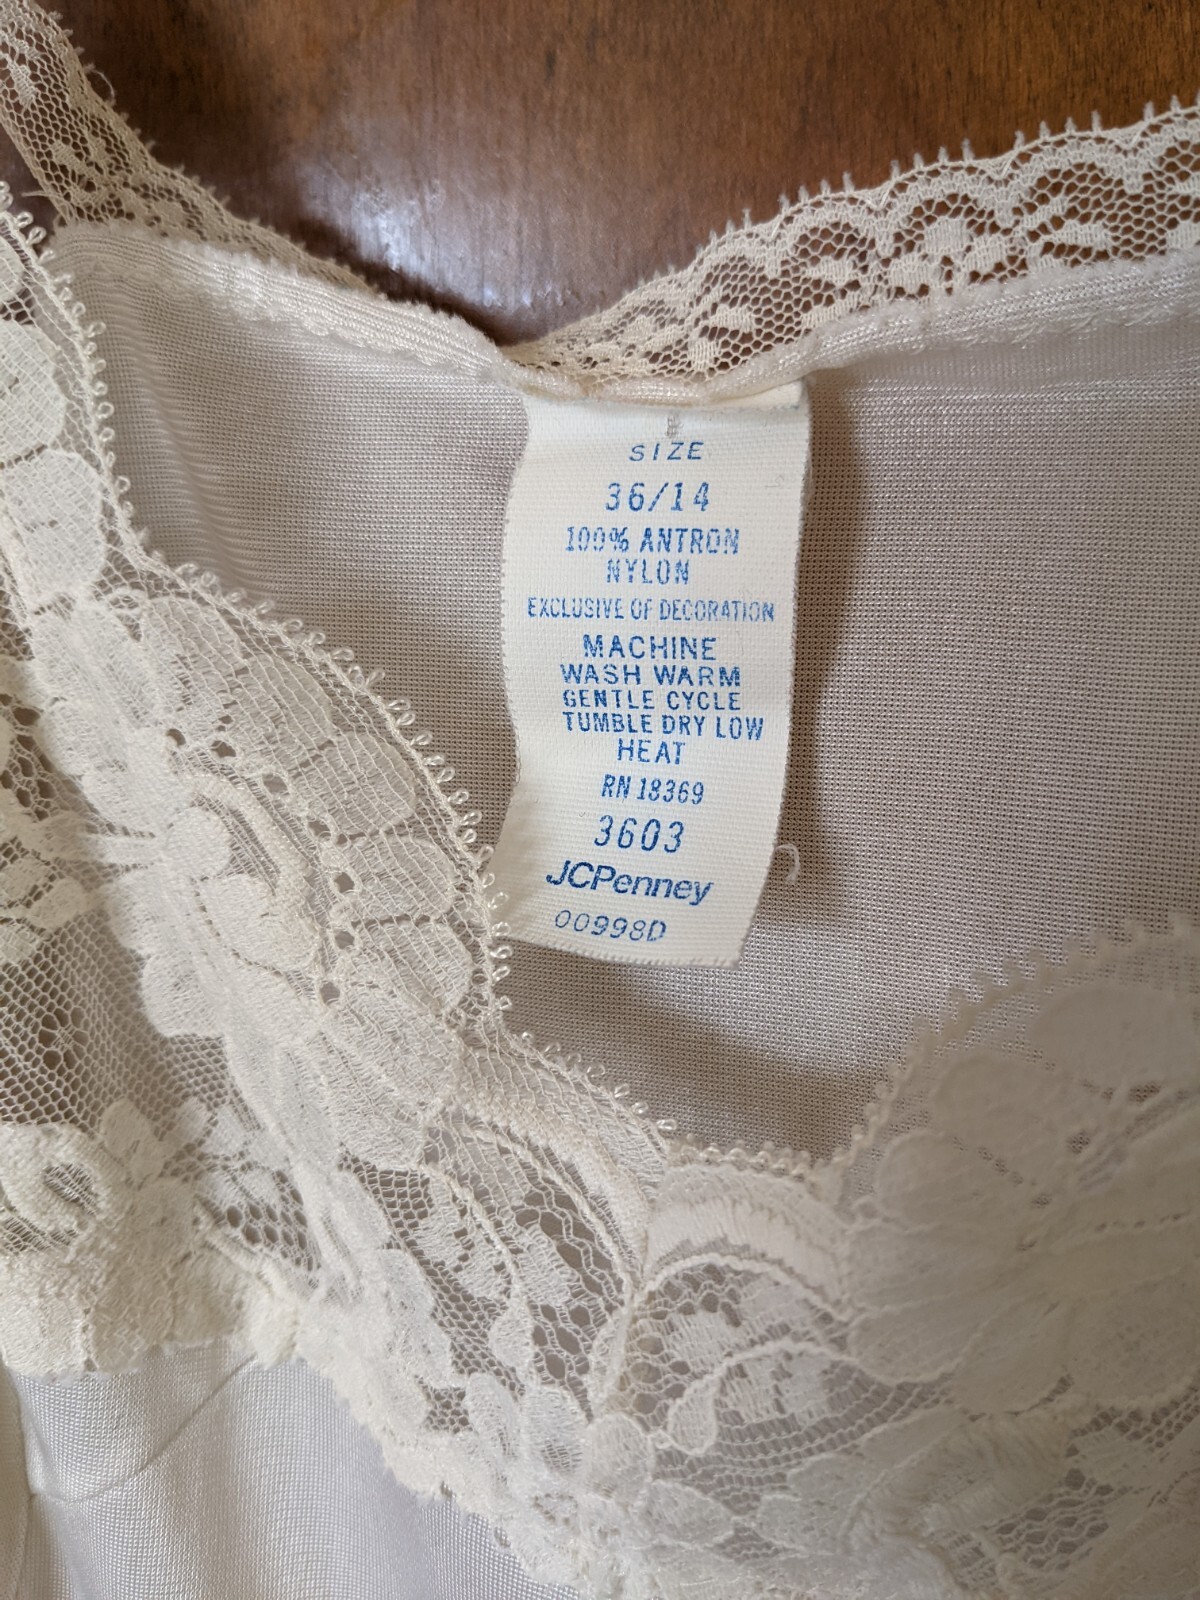 SIZE
36/14
100% ANTRON
NYLON
EXCLUSIVE OF DECORATION
MACHINE
WASH WARM
GENTLE CYCLE
TUMBLE DRY LOW
HEAT
RN 18369
3603
JCPenney
00998D